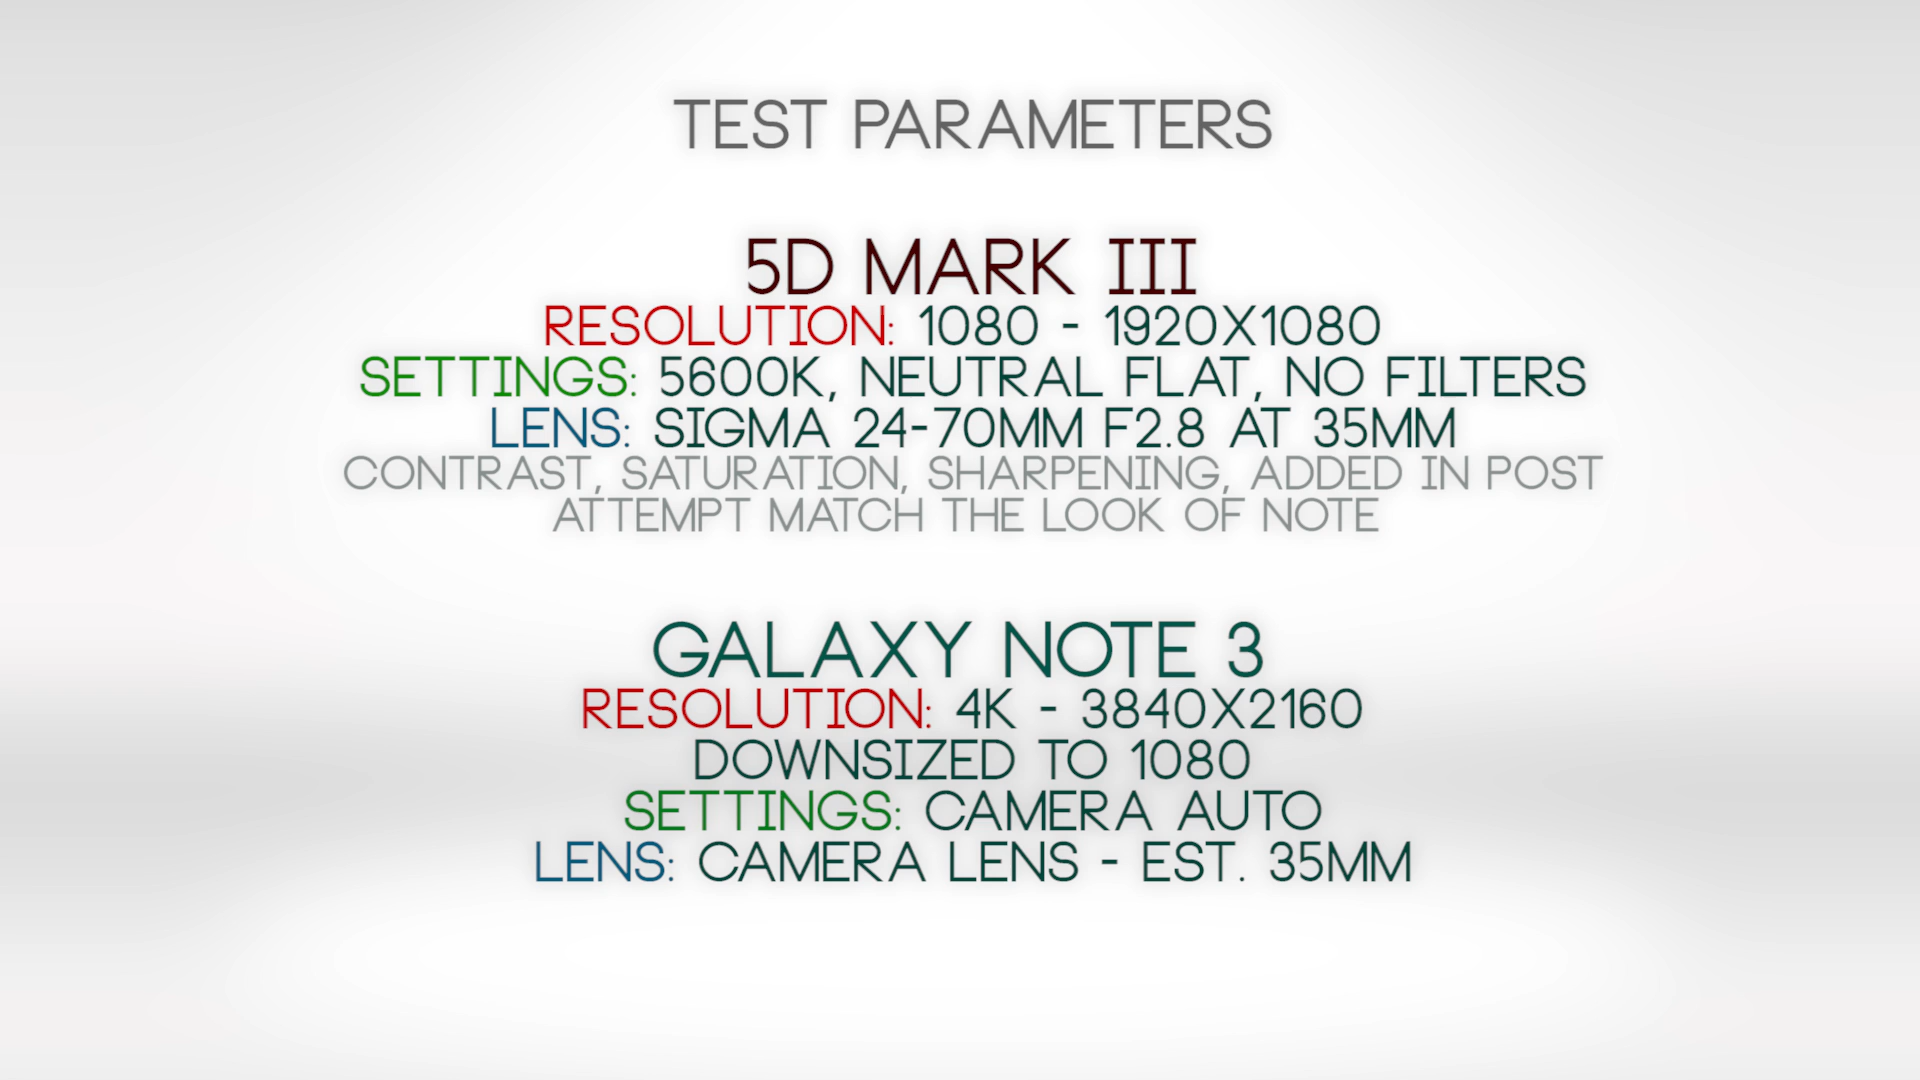 TEST PARAMETERS
5D MARK III
RESOLUTION: 1080 - 1920X1080
SETTINGS: 5600K, NEUTRAL FLAT, NO FILTERS
LENS: SIGMA 24-70MM F2.8 AT 35MM
CONTRAST, SATURATION, SHARPENING, ADDED IN POST
ATTEMPT MATCH THE LOOK OF NOTE
GALAXY NOTE 3
RESOLUTION: 4K - 3840X2160
DOWNSIZED TO 1080
SETTINGS: CAMERA AUTO
LENS: CAMERA LENS - EST. 35MM